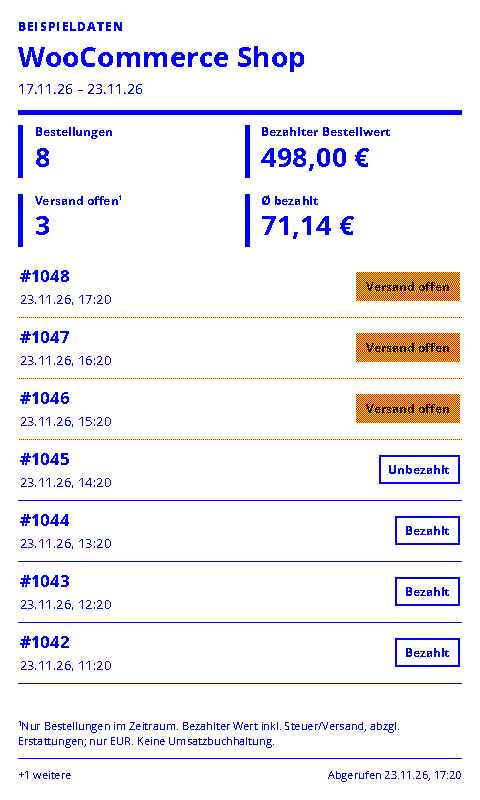 BEISPIELDATEN
WooCommerce Shop
17.11.26 – 23.11.26
Bestellungen
8
Bezahlter Bestellwert
498,00 €
Versand offen¹
3
Ø bezahlt
71,14 €
#1048
23.11.26, 17:20
Versand offen
#1047
23.11.26, 16:20
Versand offen
#1046
23.11.26, 15:20
Versand offen
#1045
23.11.26, 14:20
Unbezahlt
#1044
23.11.26, 13:20
Bezahlt
#1043
23.11.26, 12:20
Bezahlt
#1042
23.11.26, 11:20
Bezahlt
¹Nur Bestellungen im Zeitraum. Bezahlter Wert inkl. Steuer/Versand, abzgl.
Erstattungen; nur EUR. Keine Umsatzbuchhaltung.
+1 weitere
Abgerufen 23.11.26, 17:20